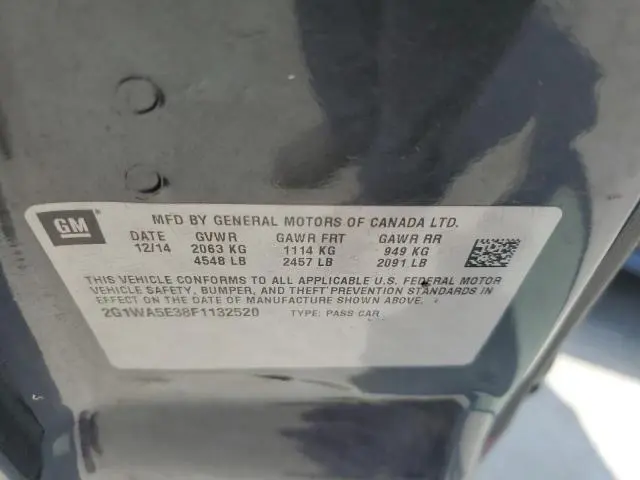 GM
MFD BY GENERAL MOTORS OF CANADA LTD.
DATE GVWR GAWR FRT GAWR RR
12/14 2063 KG 1114 KG 949 KG
4548 LB 2457 LB 2091 LB
THIS VEHICLE CONFORMS TO ALL APPLICABLE U.S. FEDERAL MOTOR
VEHICLE SAFETY, BUMPER, AND THEFT PREVENTION STANDARDS IN
EFFECT ON THE DATE OF MANUFACTURE SHOWN ABOVE.
2G1WA5E38F1132520 TYPE: PASS CAR